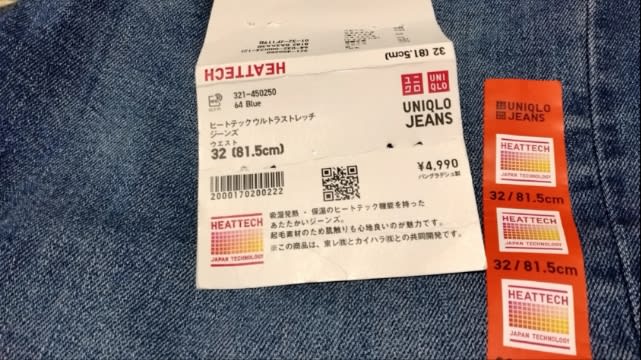 32 (81.5cm)
HEATTECH
321-450250
64 Blue
ヒートテックウルトラストレッチ
ジーンズ
ウエスト
32 (81.5cm)
UNIQLO
JEANS
¥4,990
バングラデシュ製
2000170200222
HEATTECH
JAPAN TECHNOLOGY
吸湿発熱・保温のヒートテック機能を持った
あたたかいジーンズ。
起毛素材のため肌触りも心地良いのが魅力です。
※この商品は、東レ㈱とカイハラ㈱との共同開発です。
ユニ
クロ
UNI
QLO
UNIQLO
JEANS
HEATTECH
32/81.5cm
HEATTECH
JAPAN TECHNOLOGY
32/81.5cm
HEATTECH
JAPAN TECHNOLOGY